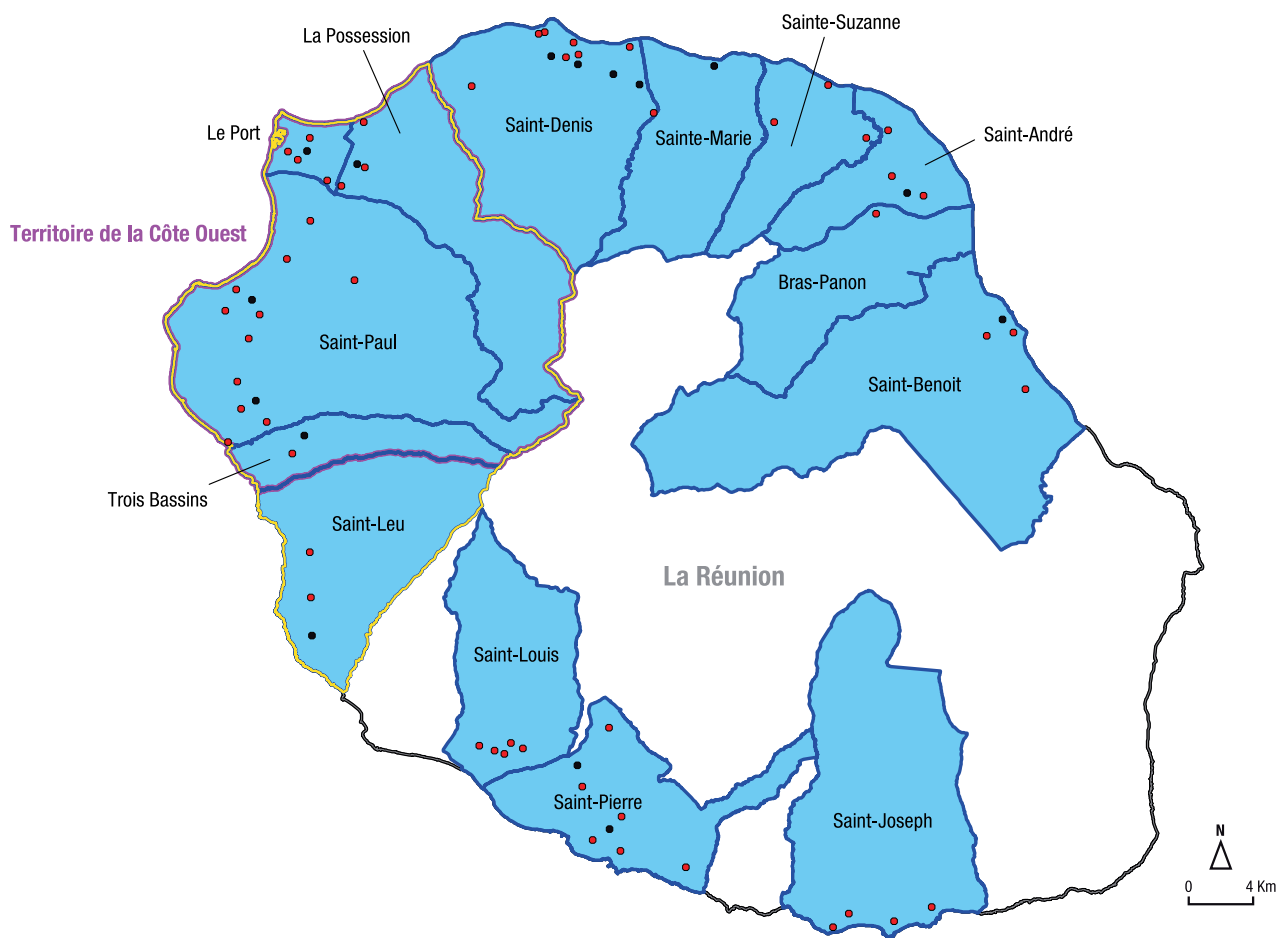 Sainte-Suzanne
La Possession
Le Port
Saint-Denis
Sainte-Marie
Saint-André
Territoire de la Côte Ouest
Bras-Panon
Saint-Paul
Saint-Benoit
Trois Bassins
Saint-Leu
La Réunion
Saint-Louis
Saint-Pierre
Saint-Joseph
N
0 4 Km